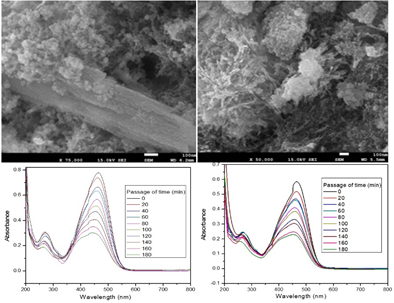 100nm
X 75,000 15.0kV SEI SEM WD 4.2mm
100nm
X 50,000 15.0kV SEI SEM WD 5.5mm
0.8
0.6
0.4
0.2
0.0
Absorbance
Passage of time (min)
0
20
40
60
80
100
120
140
160
180
200 300 400 500 600 700 800
Wavelength (nm)
0.7
0.6
0.5
0.4
0.3
0.2
0.1
0.0
Absorbance
Passage of time (min)
0
20
40
60
80
100
120
140
160
180
200 300 400 500 600 700 800
Wavelength (nm)